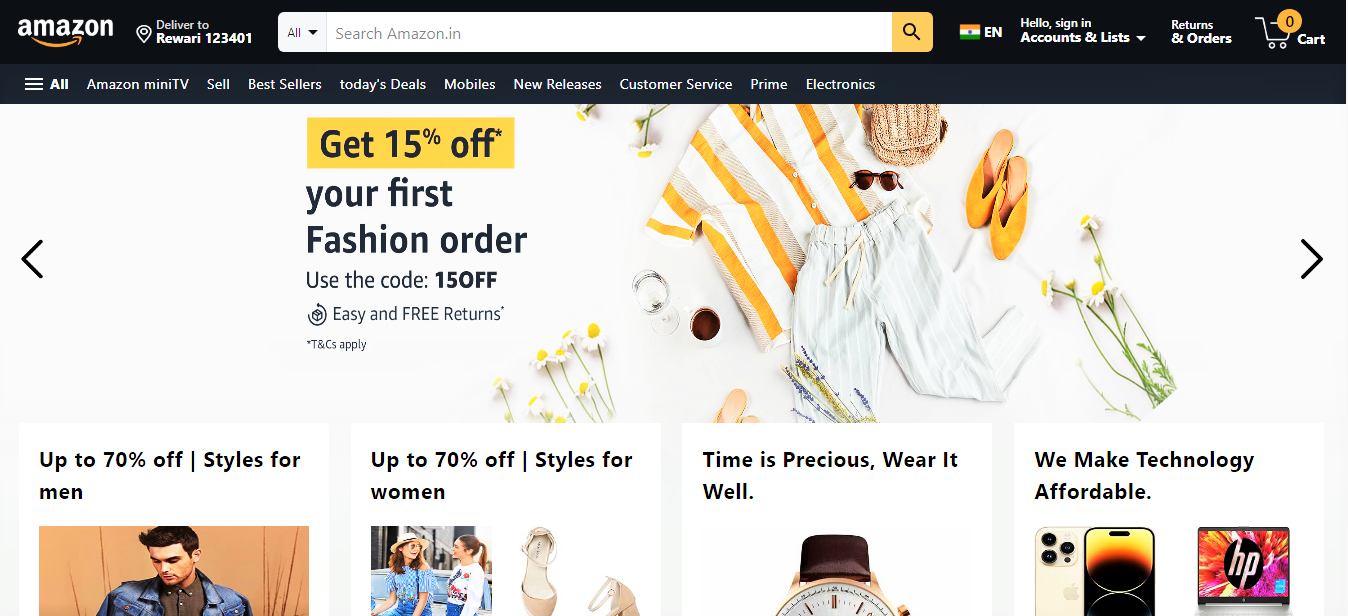 amazon
Deliver to
Rewari 123401
All
Search Amazon.in
EN
Hello, sign in
Accounts & Lists
Returns
& Orders
0
Cart
All
Amazon miniTV
Sell
Best Sellers
today's Deals
Mobiles
New Releases
Customer Service
Prime
Electronics
Get 15% off*
your first
Fashion order
Use the code: 15OFF
Easy and FREE Returns*
*T&Cs apply
Up to 70% off | Styles for
men
Up to 70% off | Styles for
women
Time is Precious, Wear It
Well.
We Make Technology
Affordable.
hp